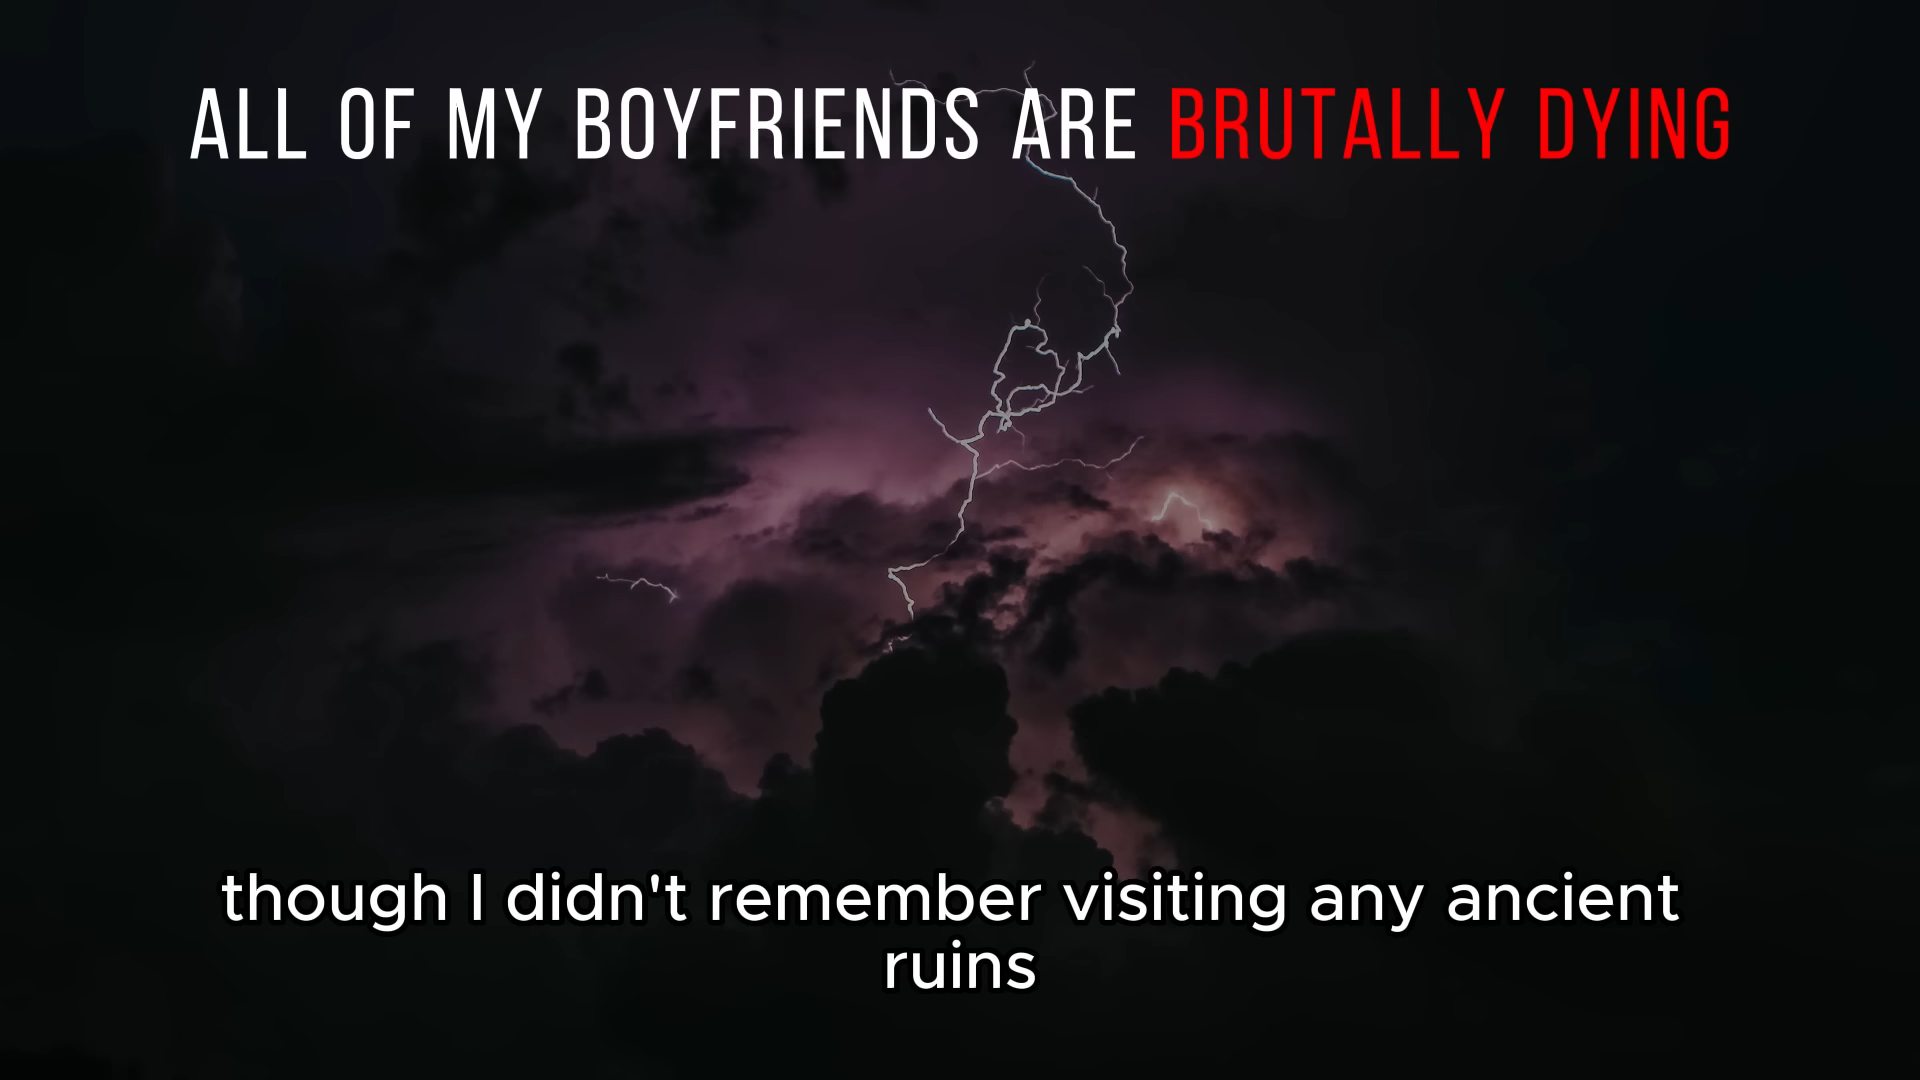 ALL OF MY BOYFRIENDS ARE BRUTALLY DYING
though I didn't remember visiting any ancient
ruins